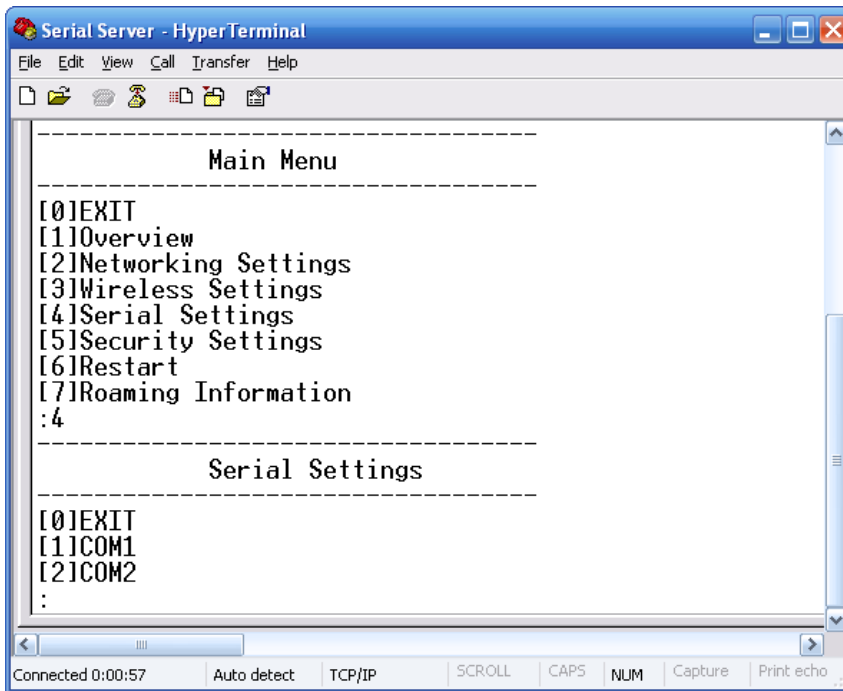 Serial Server - HyperTerminal
File Edit View Call Transfer Help
----------------------------------
Main Menu
----------------------------------
[0]EXIT
[1]Overview
[2]Networking Settings
[3]Wireless Settings
[4]Serial Settings
[5]Security Settings
[6]Restart
[7]Roaming Information
:4
----------------------------------
Serial Settings
----------------------------------
[0]EXIT
[1]COM1
[2]COM2
:
Connected 0:00:57 Auto detect TCP/IP SCROLL CAPS NUM Capture Print echo